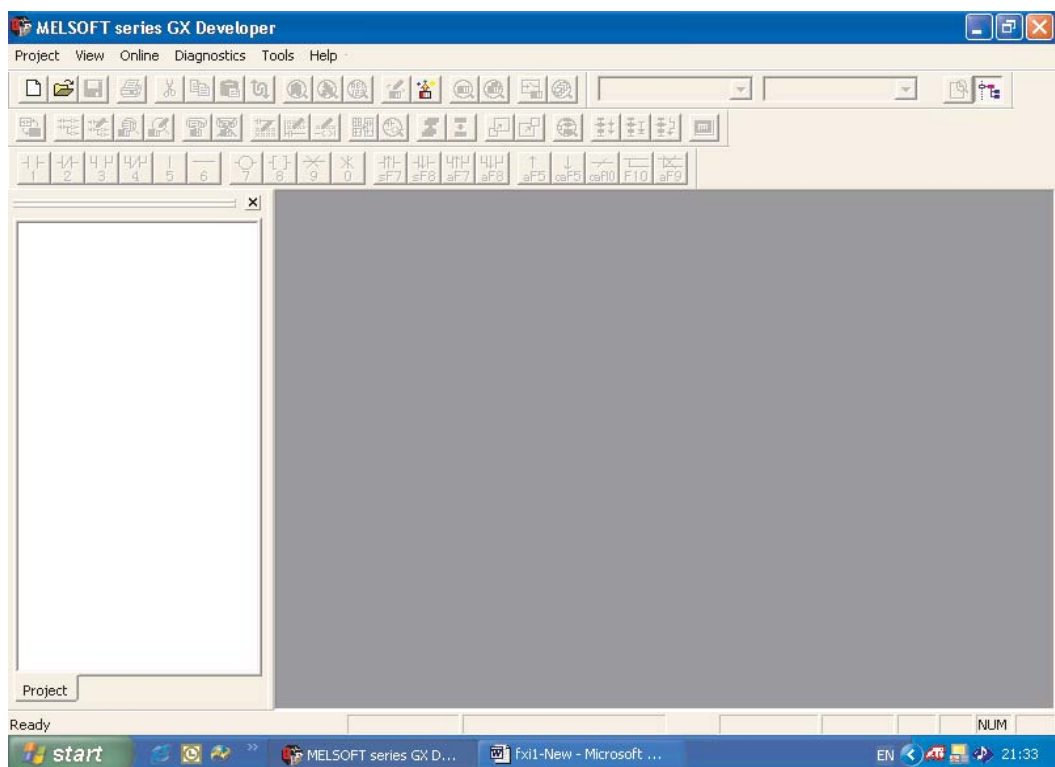 MELSOFT series GX Developer
Project View Online Diagnostics Tools Help
1 2 3 4 5 6 7 8 9 0 sF7 sF8 aF7 aF8 aF5 caF5 caF10 F10 aF9
Project
Ready
NUM
start
MELSOFT series GX D...
fxi1-New - Microsoft ...
EN
21:33